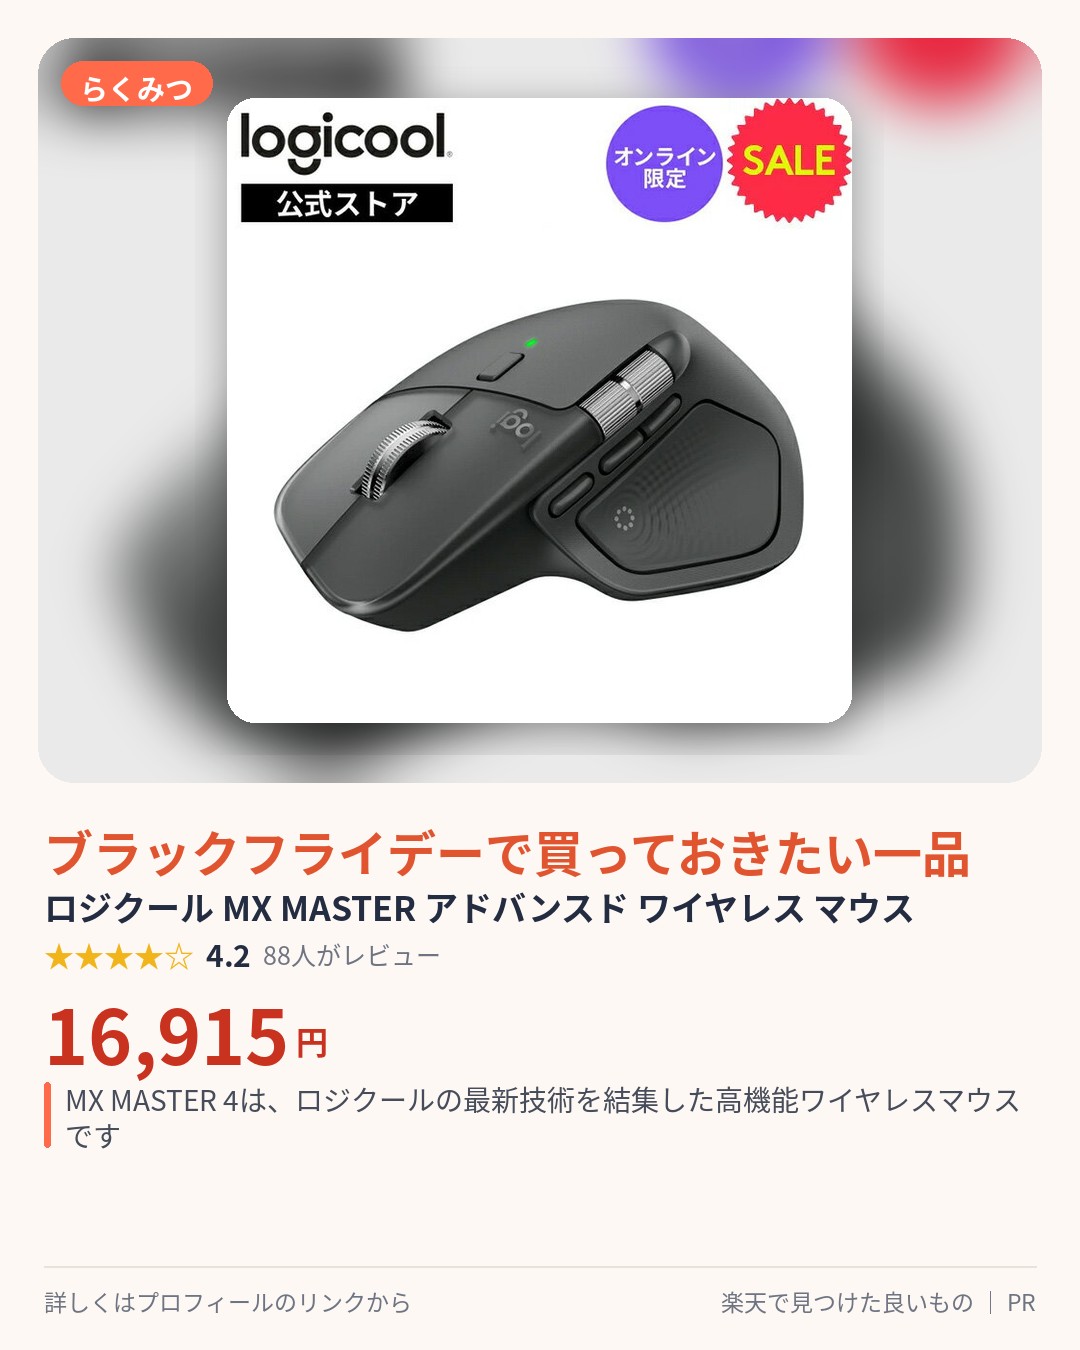 らくみつ
logicool
公式ストア
オンライン
限定
SALE
logi
ブラックフライデーで買っておきたい一品
ロジクール MX MASTER アドバンスド ワイヤレス マウス
★★★★☆ 4.2 88人がレビュー
16,915円
MX MASTER 4は、ロジクールの最新技術を結集した高機能ワイヤレスマウス
です
詳しくはプロフィールのリンクから
楽天で見つけた良いもの｜PR